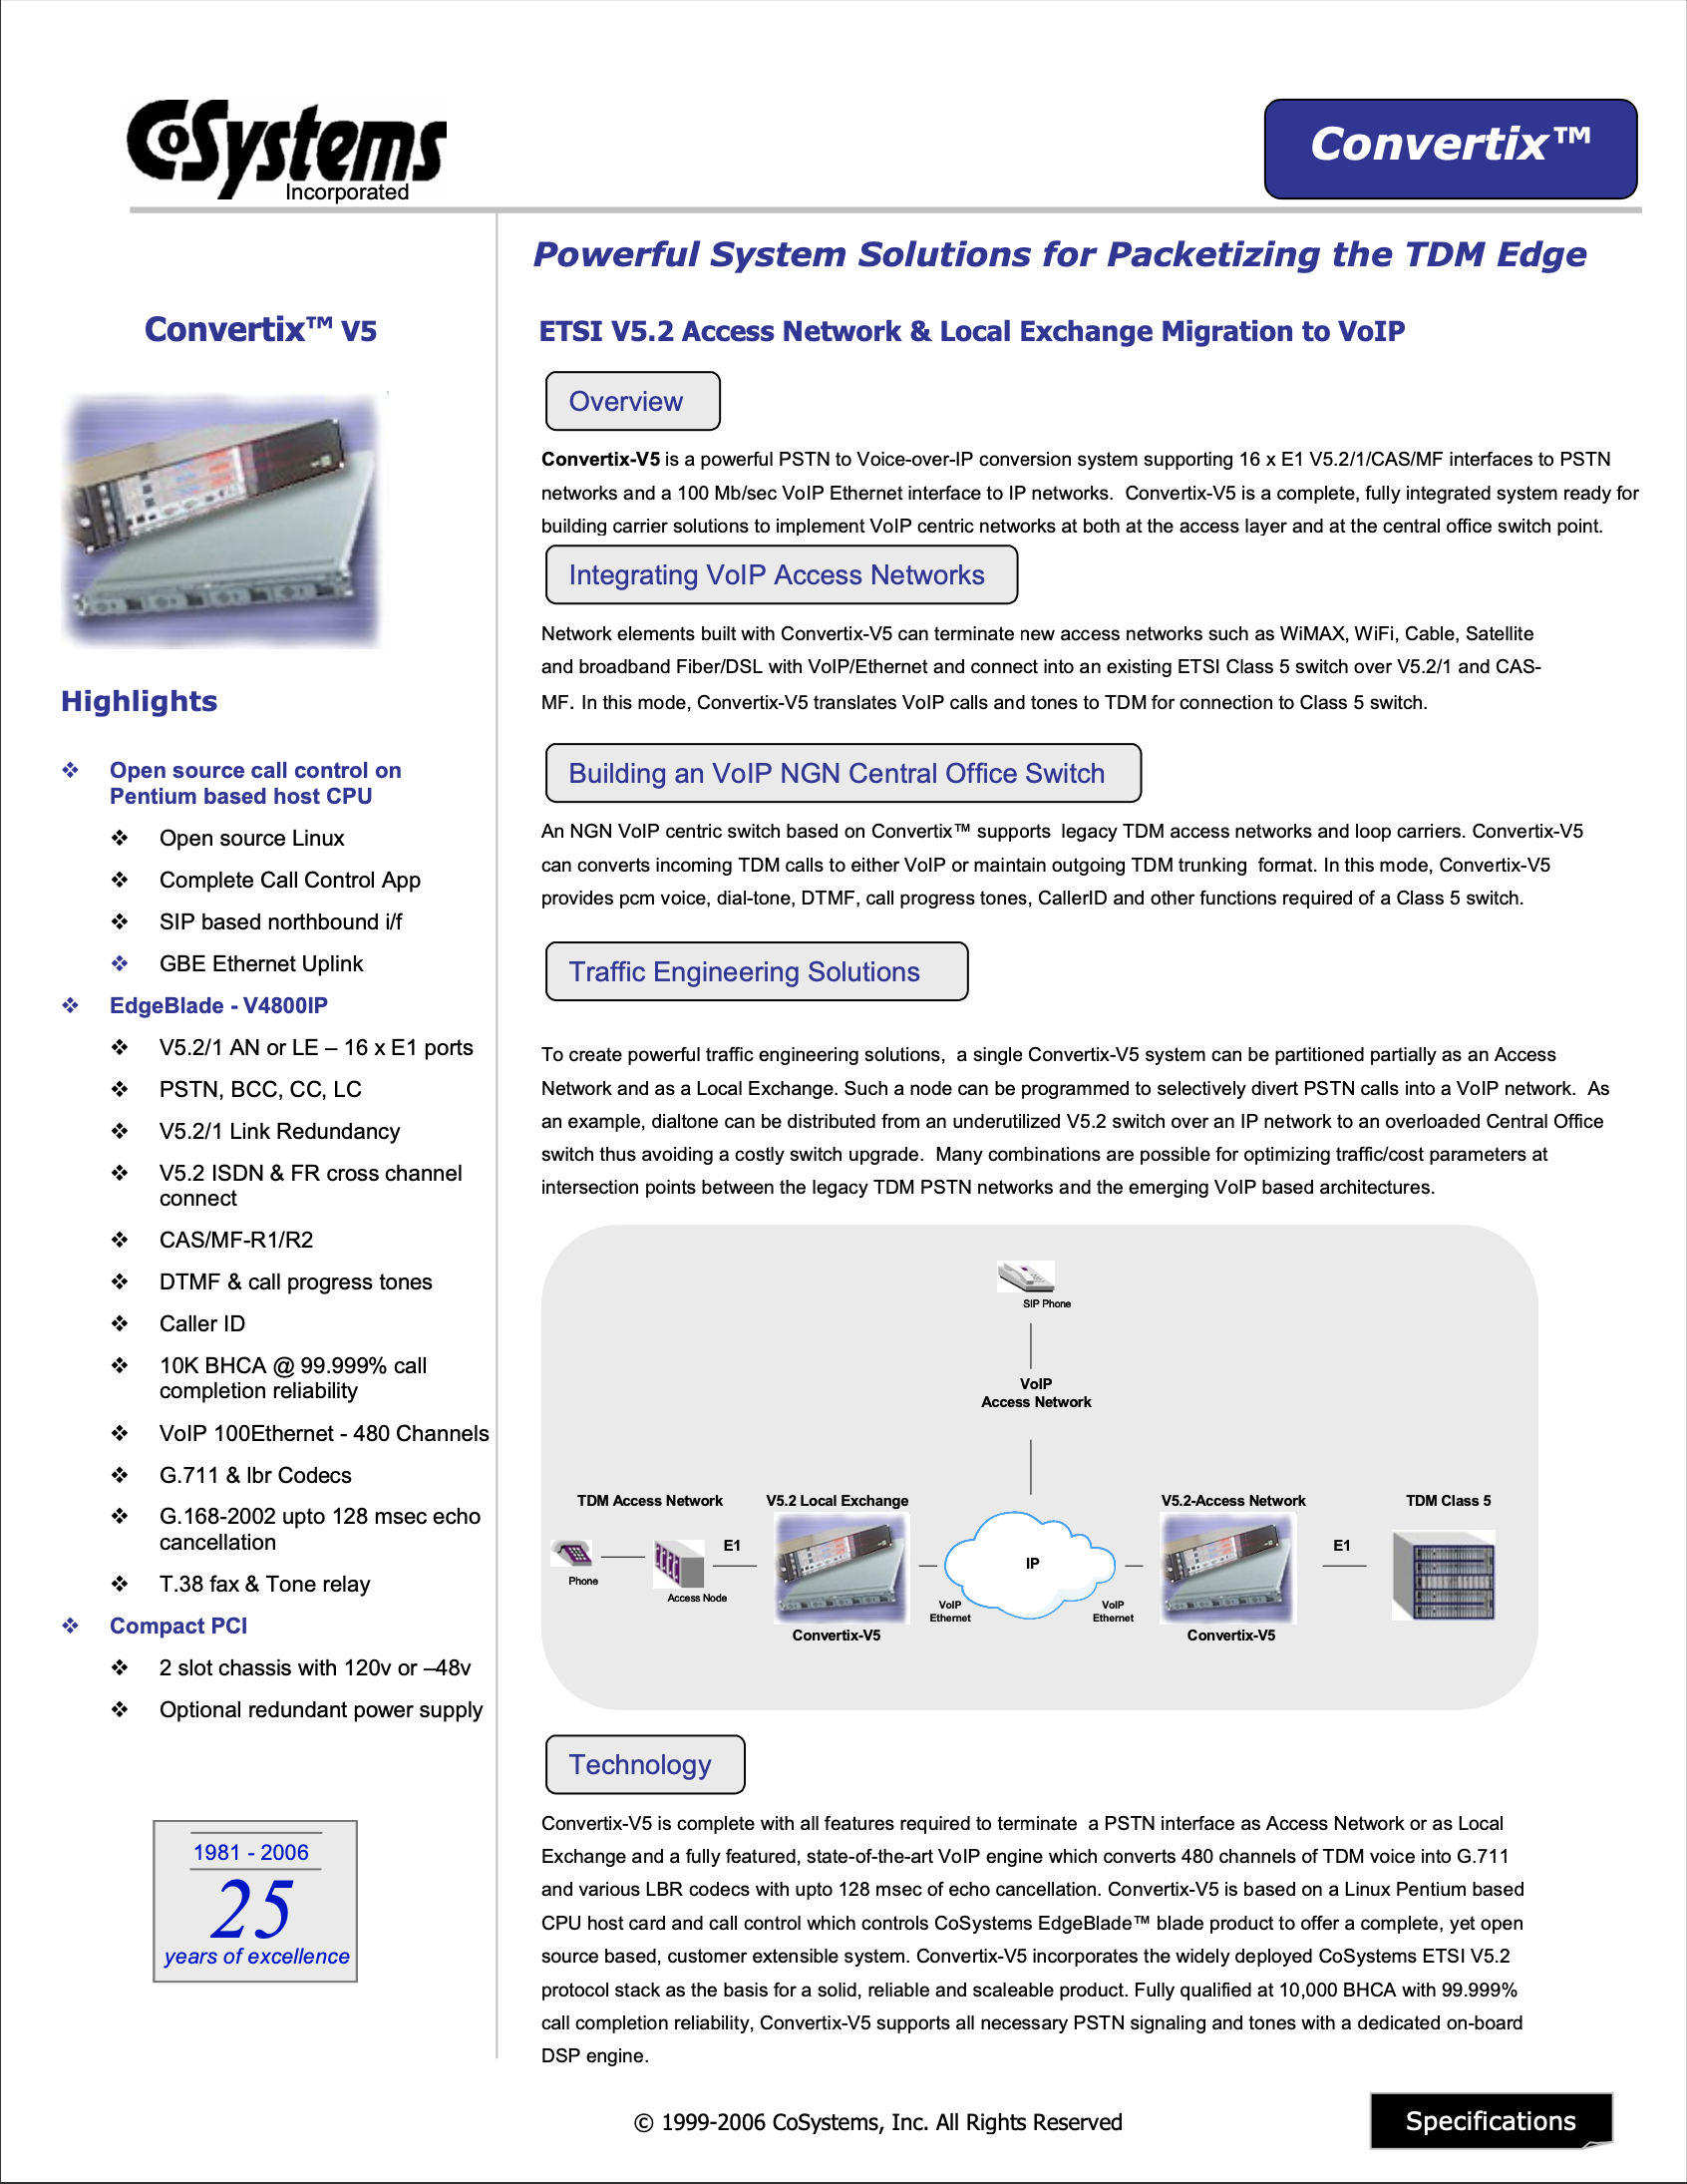 CoSystems
Incorporated
Convertix™
Powerful System Solutions for Packetizing the TDM Edge
Convertix™ V5
Highlights
❖ Open source call control on
Pentium based host CPU
❖ Open source Linux
❖ Complete Call Control App
❖ SIP based northbound i/f
❖ GBE Ethernet Uplink
❖ EdgeBlade - V4800IP
❖ V5.2/1 AN or LE – 16 x E1 ports
❖ PSTN, BCC, CC, LC
❖ V5.2/1 Link Redundancy
❖ V5.2 ISDN & FR cross channel
connect
❖ CAS/MF-R1/R2
❖ DTMF & call progress tones
❖ Caller ID
❖ 10K BHCA @ 99.999% call
completion reliability
❖ VoIP 100Ethernet - 480 Channels
❖ G.711 & lbr Codecs
❖ G.168-2002 upto 128 msec echo
cancellation
❖ T.38 fax & Tone relay
❖ Compact PCI
❖ 2 slot chassis with 120v or –48v
❖ Optional redundant power supply
1981 - 2006
25
years of excellence
ETSI V5.2 Access Network & Local Exchange Migration to VoIP
Overview
Convertix-V5 is a powerful PSTN to Voice-over-IP conversion system supporting 16 x E1 V5.2/1/CAS/MF interfaces to PSTN
networks and a 100 Mb/sec VoIP Ethernet interface to IP networks. Convertix-V5 is a complete, fully integrated system ready for
building carrier solutions to implement VoIP centric networks at both at the access layer and at the central office switch point.
Integrating VoIP Access Networks
Network elements built with Convertix-V5 can terminate new access networks such as WiMAX, WiFi, Cable, Satellite
and broadband Fiber/DSL with VoIP/Ethernet and connect into an existing ETSI Class 5 switch over V5.2/1 and CAS-
MF. In this mode, Convertix-V5 translates VoIP calls and tones to TDM for connection to Class 5 switch.
Building an VoIP NGN Central Office Switch
An NGN VoIP centric switch based on Convertix™ supports legacy TDM access networks and loop carriers. Convertix-V5
can converts incoming TDM calls to either VoIP or maintain outgoing TDM trunking format. In this mode, Convertix-V5
provides pcm voice, dial-tone, DTMF, call progress tones, CallerID and other functions required of a Class 5 switch.
Traffic Engineering Solutions
To create powerful traffic engineering solutions, a single Convertix-V5 system can be partitioned partially as an Access
Network and as a Local Exchange. Such a node can be programmed to selectively divert PSTN calls into a VoIP network. As
an example, dialtone can be distributed from an underutilized V5.2 switch over an IP network to an overloaded Central Office
switch thus avoiding a costly switch upgrade. Many combinations are possible for optimizing traffic/cost parameters at
intersection points between the legacy TDM PSTN networks and the emerging VoIP based architectures.
SIP Phone
VoIP
Access Network
TDM Access Network
V5.2 Local Exchange
V5.2-Access Network
TDM Class 5
E1
IP
E1
Phone
Access Node
VoIP
Ethernet
VoIP
Ethernet
Convertix-V5
Convertix-V5
Technology
Convertix-V5 is complete with all features required to terminate a PSTN interface as Access Network or as Local
Exchange and a fully featured, state-of-the-art VoIP engine which converts 480 channels of TDM voice into G.711
and various LBR codecs with upto 128 msec of echo cancellation. Convertix-V5 is based on a Linux Pentium based
CPU host card and call control which controls CoSystems EdgeBlade™ blade product to offer a complete, yet open
source based, customer extensible system. Convertix-V5 incorporates the widely deployed CoSystems ETSI V5.2
protocol stack as the basis for a solid, reliable and scaleable product. Fully qualified at 10,000 BHCA with 99.999%
call completion reliability, Convertix-V5 supports all necessary PSTN signaling and tones with a dedicated on-board
DSP engine.
© 1999-2006 CoSystems, Inc. All Rights Reserved
Specifications